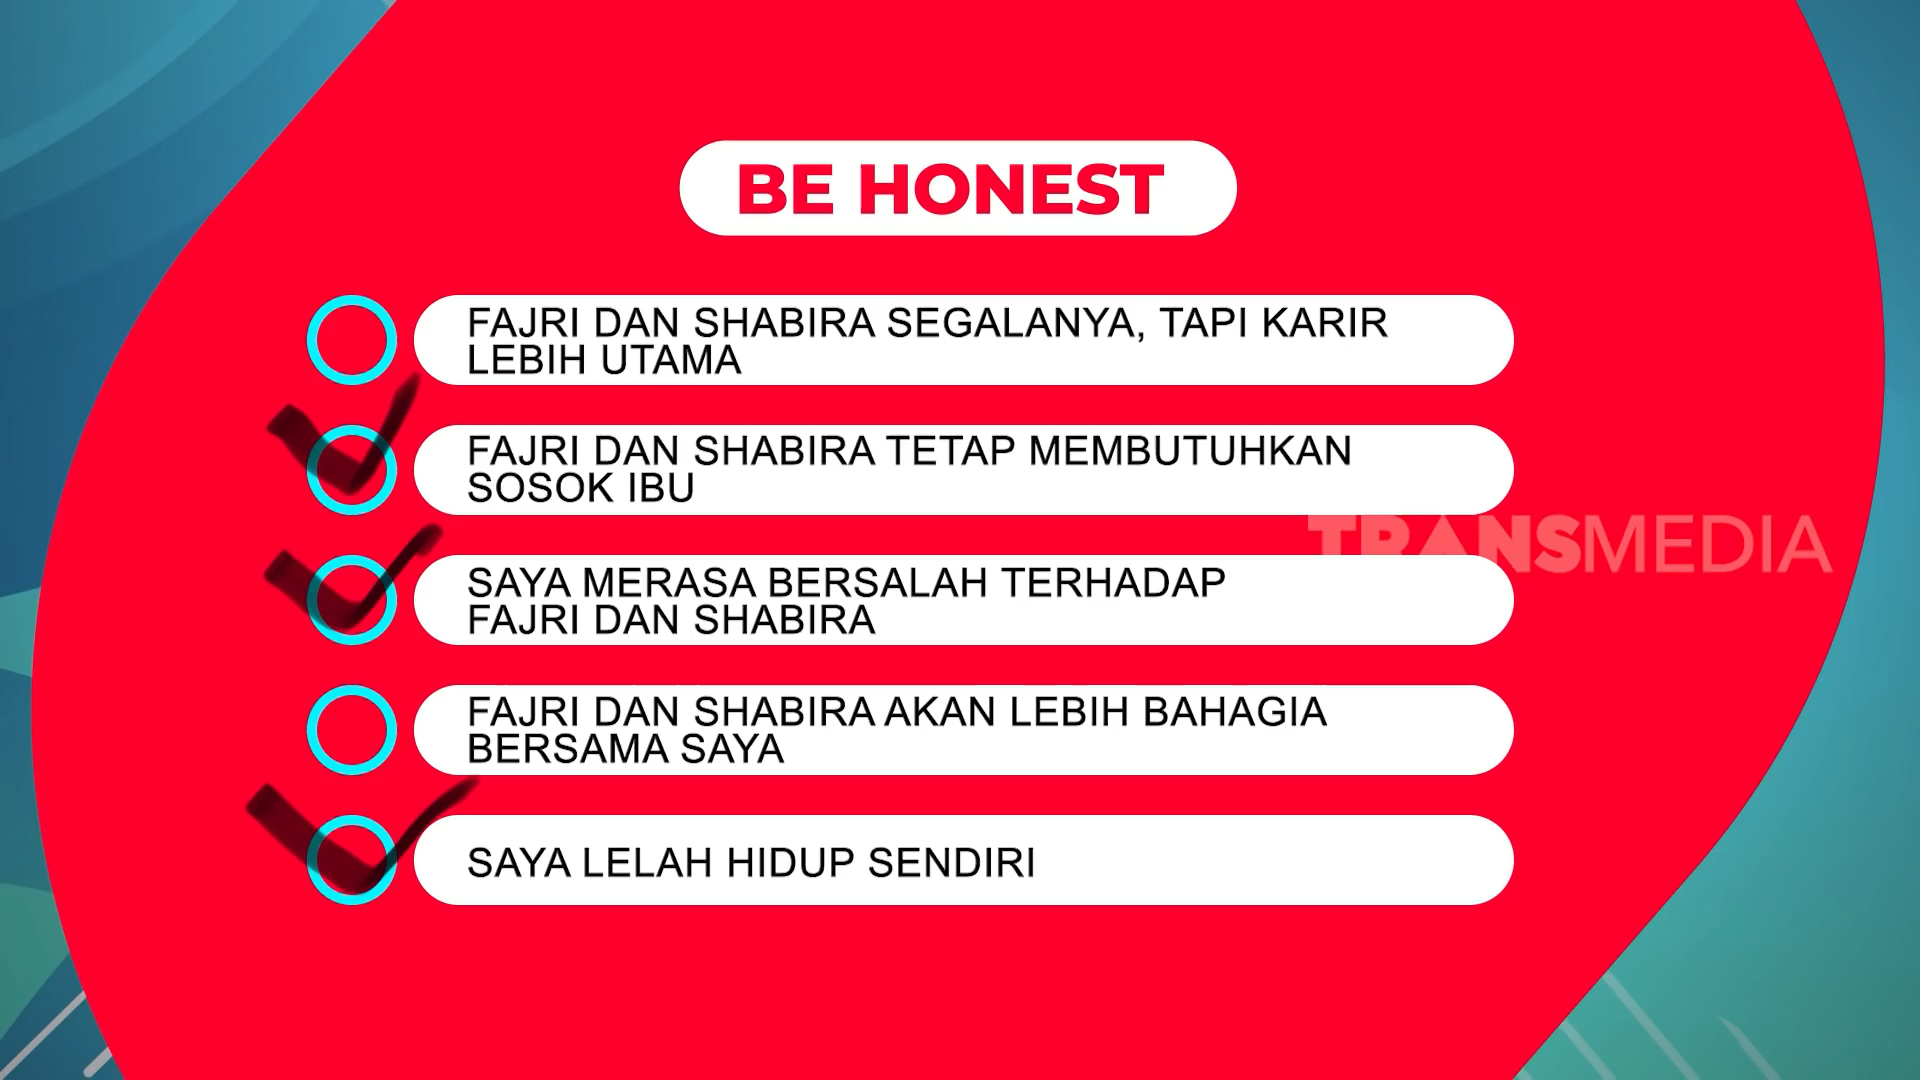 BE HONEST
FAJRI DAN SHABIRA SEGALANYA, TAPI KARIR
LEBIH UTAMA
FAJRI DAN SHABIRA TETAP MEMBUTUHKAN
SOSOK IBU
TRANSMEDIA
SAYA MERASA BERSALAH TERHADAP
FAJRI DAN SHABIRA
FAJRI DAN SHABIRA AKAN LEBIH BAHAGIA
BERSAMA SAYA
SAYA LELAH HIDUP SENDIRI